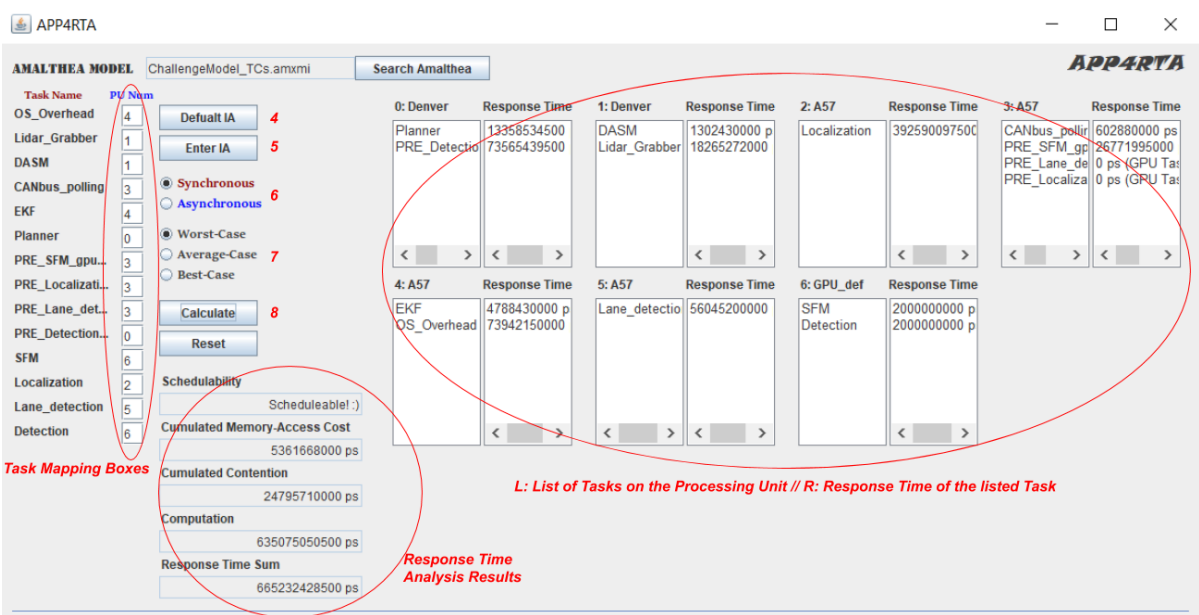 APP4RTA
AMALTHEA MODEL ChallengeModel_TCs.amxmi Search Amalthea APP4RTA
Task Name PU Num
OS_Overhead 4
Lidar_Grabber 1
DASM 1
CANbus_polling 3
EKF 4
Planner 0
PRE_SFM_gpu... 3
PRE_Localizati... 3
PRE_Lane_det... 3
PRE_Detection... 0
SFM 6
Localization 2
Lane_detection 5
Detection 6
Task Mapping Boxes
Defualt IA 4
Enter IA 5
Synchronous
Asynchronous 6
Worst-Case
Average-Case 7
Best-Case
Calculate 8
Reset
Schedulability
Scheduleable! :)
Cumulated Memory-Access Cost
5361668000 ps
Cumulated Contention
24795710000 ps
Computation
635075050500 ps
Response Time Sum
665232428500 ps
Response Time
Analysis Results
0: Denver Response Time
Planner 13358534500
PRE_Detectio 73565439500
1: Denver Response Time
DASM 1302430000 p
Lidar_Grabber 18265272000
2: A57 Response Time
Localization 392590097500
3: A57 Response Time
CANbus_pollir 602880000 ps
PRE_SFM_gp 26771995000
PRE_Lane_de 0 ps (GPU Tas
PRE_Localiza 0 ps (GPU Tas
4: A57 Response Time
EKF 4788430000 p
OS_Overhead 73942150000
5: A57 Response Time
Lane_detectio 56045200000
6: GPU_def Response Time
SFM 2000000000 p
Detection 2000000000 p
L: List of Tasks on the Processing Unit // R: Response Time of the listed Task